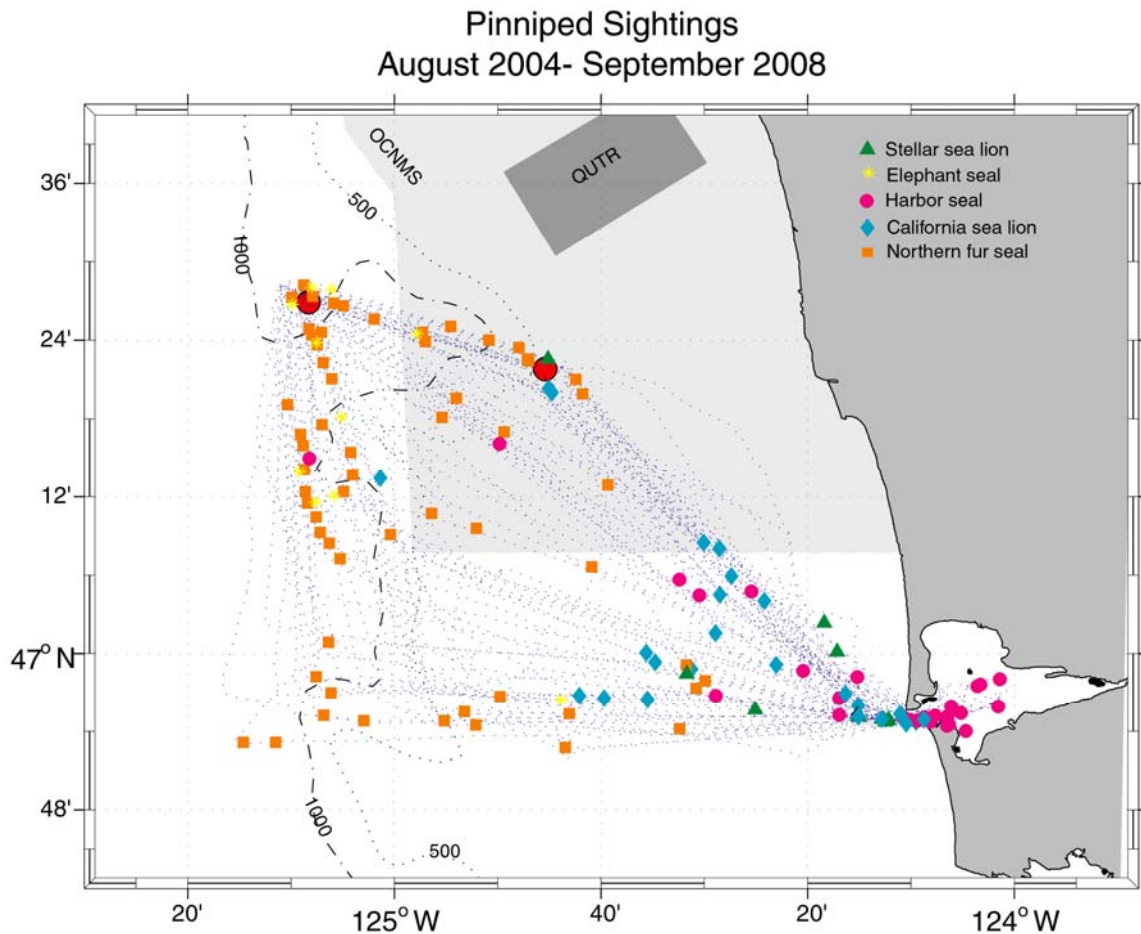 Pinniped Sightings
August 2004- September 2008
OCNMS
QUTR
Stellar sea lion
Elephant seal
Harbor seal
California sea lion
Northern fur seal
36'
500
1000
24'
12'
47° N
48'
1000
500
20'
125° W
40'
20'
124° W